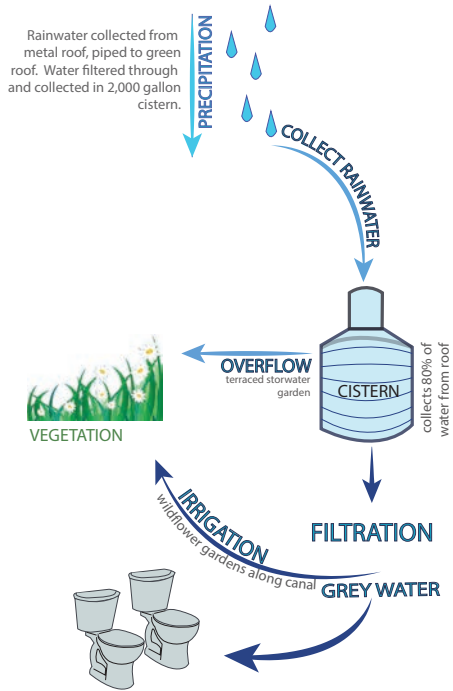 Rainwater collected from
metal roof, piped to green
roof. Water filtered through
and collected in 2,000 gallon
cistern.
PRECIPITATION
COLLECT RAINWATER
OVERFLOW
terraced storwater
garden
CISTERN
collects 80% of
water from roof
VEGETATION
FILTRATION
IRRIGATION
wildflower gardens along canal
GREY WATER